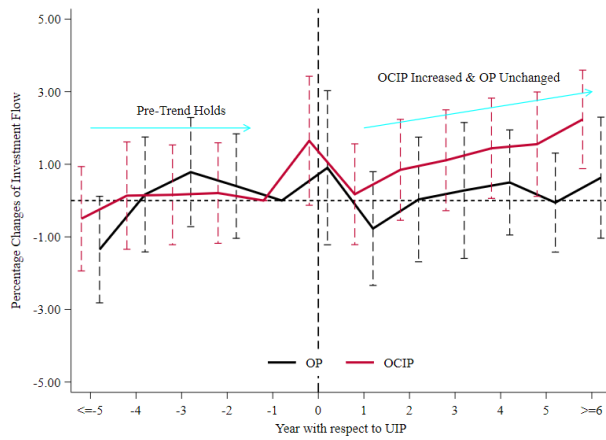 5.00
3.00
1.00
-1.00
-3.00
-5.00
Percentage Changes of Investment Flow
Pre-Trend Holds
OCIP Increased & OP Unchanged
OP
OCIP
<=-5 -4 -3 -2 -1 0 1 2 3 4 5 >=6
Year with respect to UIP